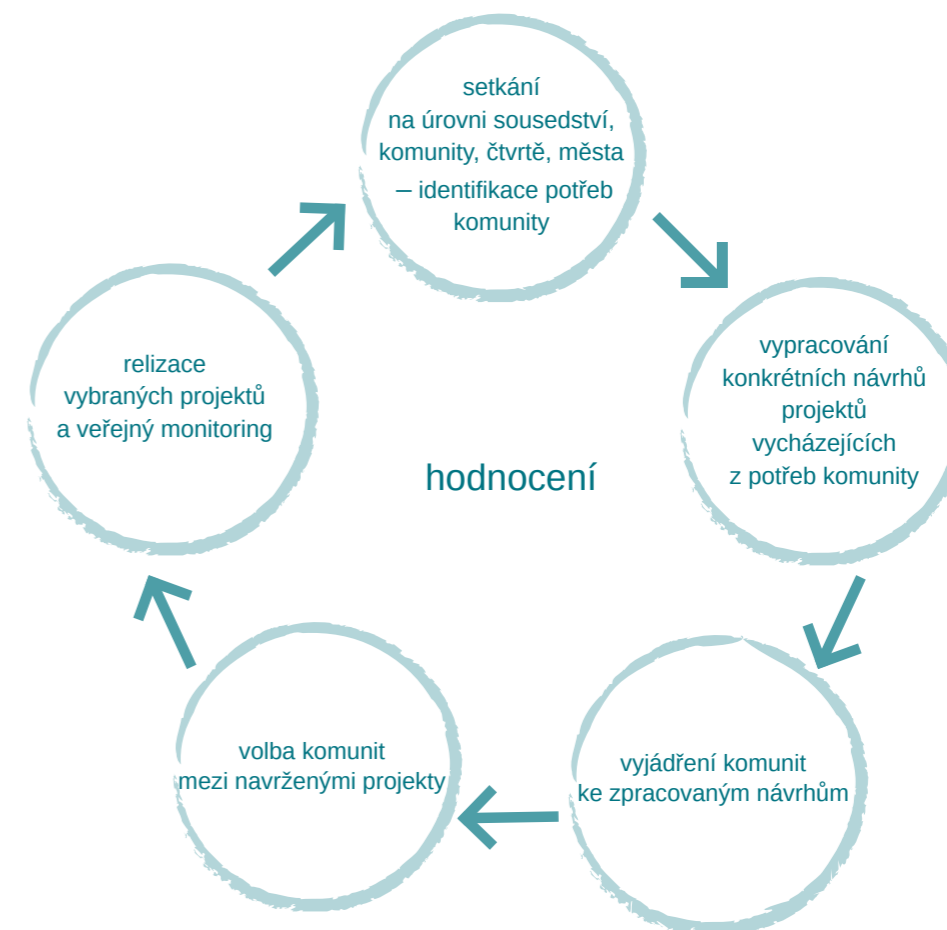 setkání
na úrovni sousedství,
komunity, čtvrtě, města
– identifikace potřeb
komunity
vypracování
konkrétních návrhů
projektů
vycházejících
z potřeb komunity
vyjádření komunit
ke zpracovaným návrhům
volba komunit
mezi navrženými projekty
relizace
vybraných projektů
a veřejný monitoring
hodnocení